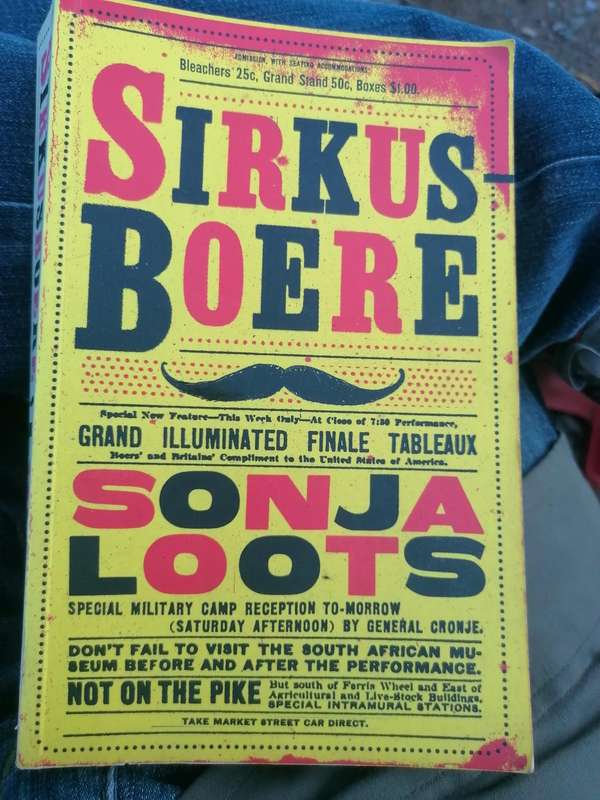 ADMISSION, WITH SEATING ACCOMMODATIONS:
Bleachers 25c, Grand Stand 50c, Boxes $1.00
SIRKUS-
BOERE
Special New Feature—This Week Only—At Close of 7:30 Performance,
GRAND ILLUMINATED FINALE TABLEAUX
Boers' and Britains' Compliment to the United States of America.
SONJA
LOOTS
SPECIAL MILITARY CAMP RECEPTION TO-MORROW
(SATURDAY AFTERNOON) BY GENERAL CRONJE.
DON'T FAIL TO VISIT THE SOUTH AFRICAN MU-
SEUM BEFORE AND AFTER THE PERFORMANCE.
NOT ON THE PIKE
But south of Ferris Wheel and East of
Agricultural and Live-Stock Buildings.
SPECIAL INTRAMURAL STATIONS.
TAKE MARKET STREET CAR DIRECT.